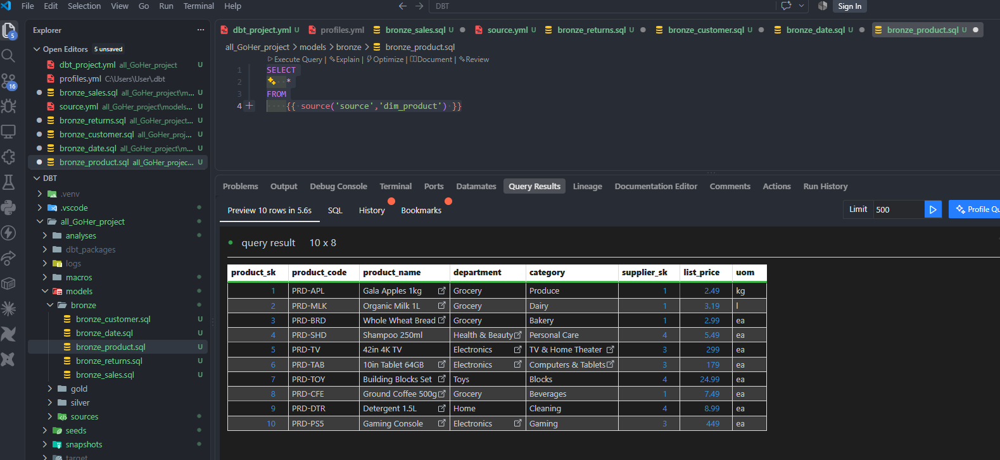 File Edit Selection View Go Run Terminal Help
DBT
Sign In
Explorer
Open Editors 5 unsaved
dbt_project.yml all_GoHer_project U
profiles.yml C:\Users\User\.dbt
bronze_sales.sql all_GoHer_project\m... U
source.yml all_GoHer_project\models... U
bronze_returns.sql all_GoHer_project... U
bronze_customer.sql all_GoHer_proj... U
bronze_date.sql all_GoHer_project\m... U
bronze_product.sql all_GoHer_projec... U
DBT
.venv
.vscode
all_GoHer_project
analyses
dbt_packages
logs
macros
models
bronze
bronze_customer.sql U
bronze_date.sql U
bronze_product.sql U
bronze_returns.sql U
bronze_sales.sql U
gold
silver
sources
seeds
snapshots
target
5
16
dbt_project.yml U profiles.yml bronze_sales.sql U source.yml U bronze_returns.sql U bronze_customer.sql U bronze_date.sql U bronze_product.sql U
all_GoHer_project > models > bronze > bronze_product.sql
Execute Query | Explain | Optimize | Document | Review
1 SELECT
2 *
3 FROM
4 {{ source('source','dim_product') }}
Problems Output Debug Console Terminal Ports Datamates Query Results Lineage Documentation Editor Comments Actions Run History
Preview 10 rows in 5.6s SQL History Bookmarks
Limit 500 Profile Qu
query result 10 x 8
product_sk product_code product_name department category supplier_sk list_price uom
1 PRD-APL Gala Apples 1kg Grocery Produce 1 2.49 kg
2 PRD-MLK Organic Milk 1L Grocery Dairy 1 3.19 l
3 PRD-BRD Whole Wheat Bread Grocery Bakery 1 2.99 ea
4 PRD-SHD Shampoo 250ml Health & Beauty Personal Care 4 5.49 ea
5 PRD-TV 42in 4K TV Electronics TV & Home Theater 3 299 ea
6 PRD-TAB 10in Tablet 64GB Electronics Computers & Tablets 3 179 ea
7 PRD-TOY Building Blocks Set Toys Blocks 4 24.99 ea
8 PRD-CFE Ground Coffee 500g Grocery Beverages 1 7.49 ea
9 PRD-DTR Detergent 1.5L Home Cleaning 4 8.99 ea
10 PRD-PS5 Gaming Console Electronics Gaming 3 449 ea